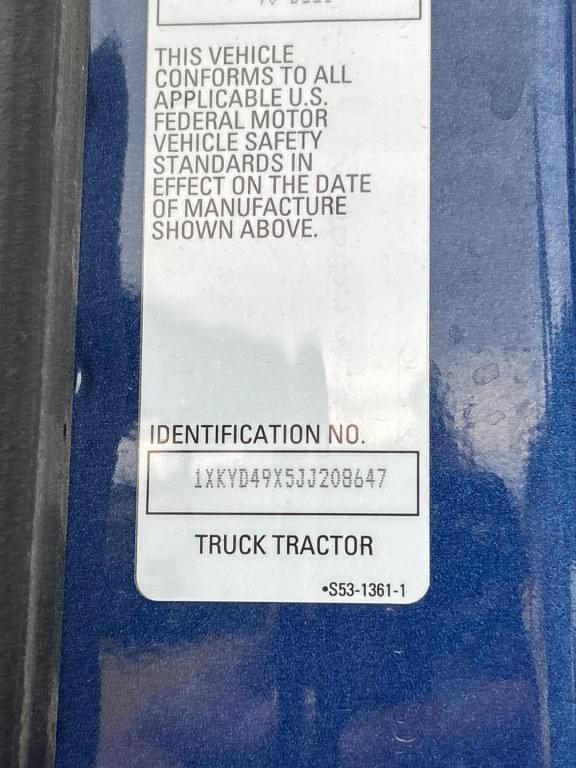 THIS VEHICLE
CONFORMS TO ALL
APPLICABLE U.S.
FEDERAL MOTOR
VEHICLE SAFETY
STANDARDS IN
EFFECT ON THE DATE
OF MANUFACTURE
SHOWN ABOVE.
IDENTIFICATION NO.
1XKYD49X5JJ208647
TRUCK TRACTOR
•S53-1361-1